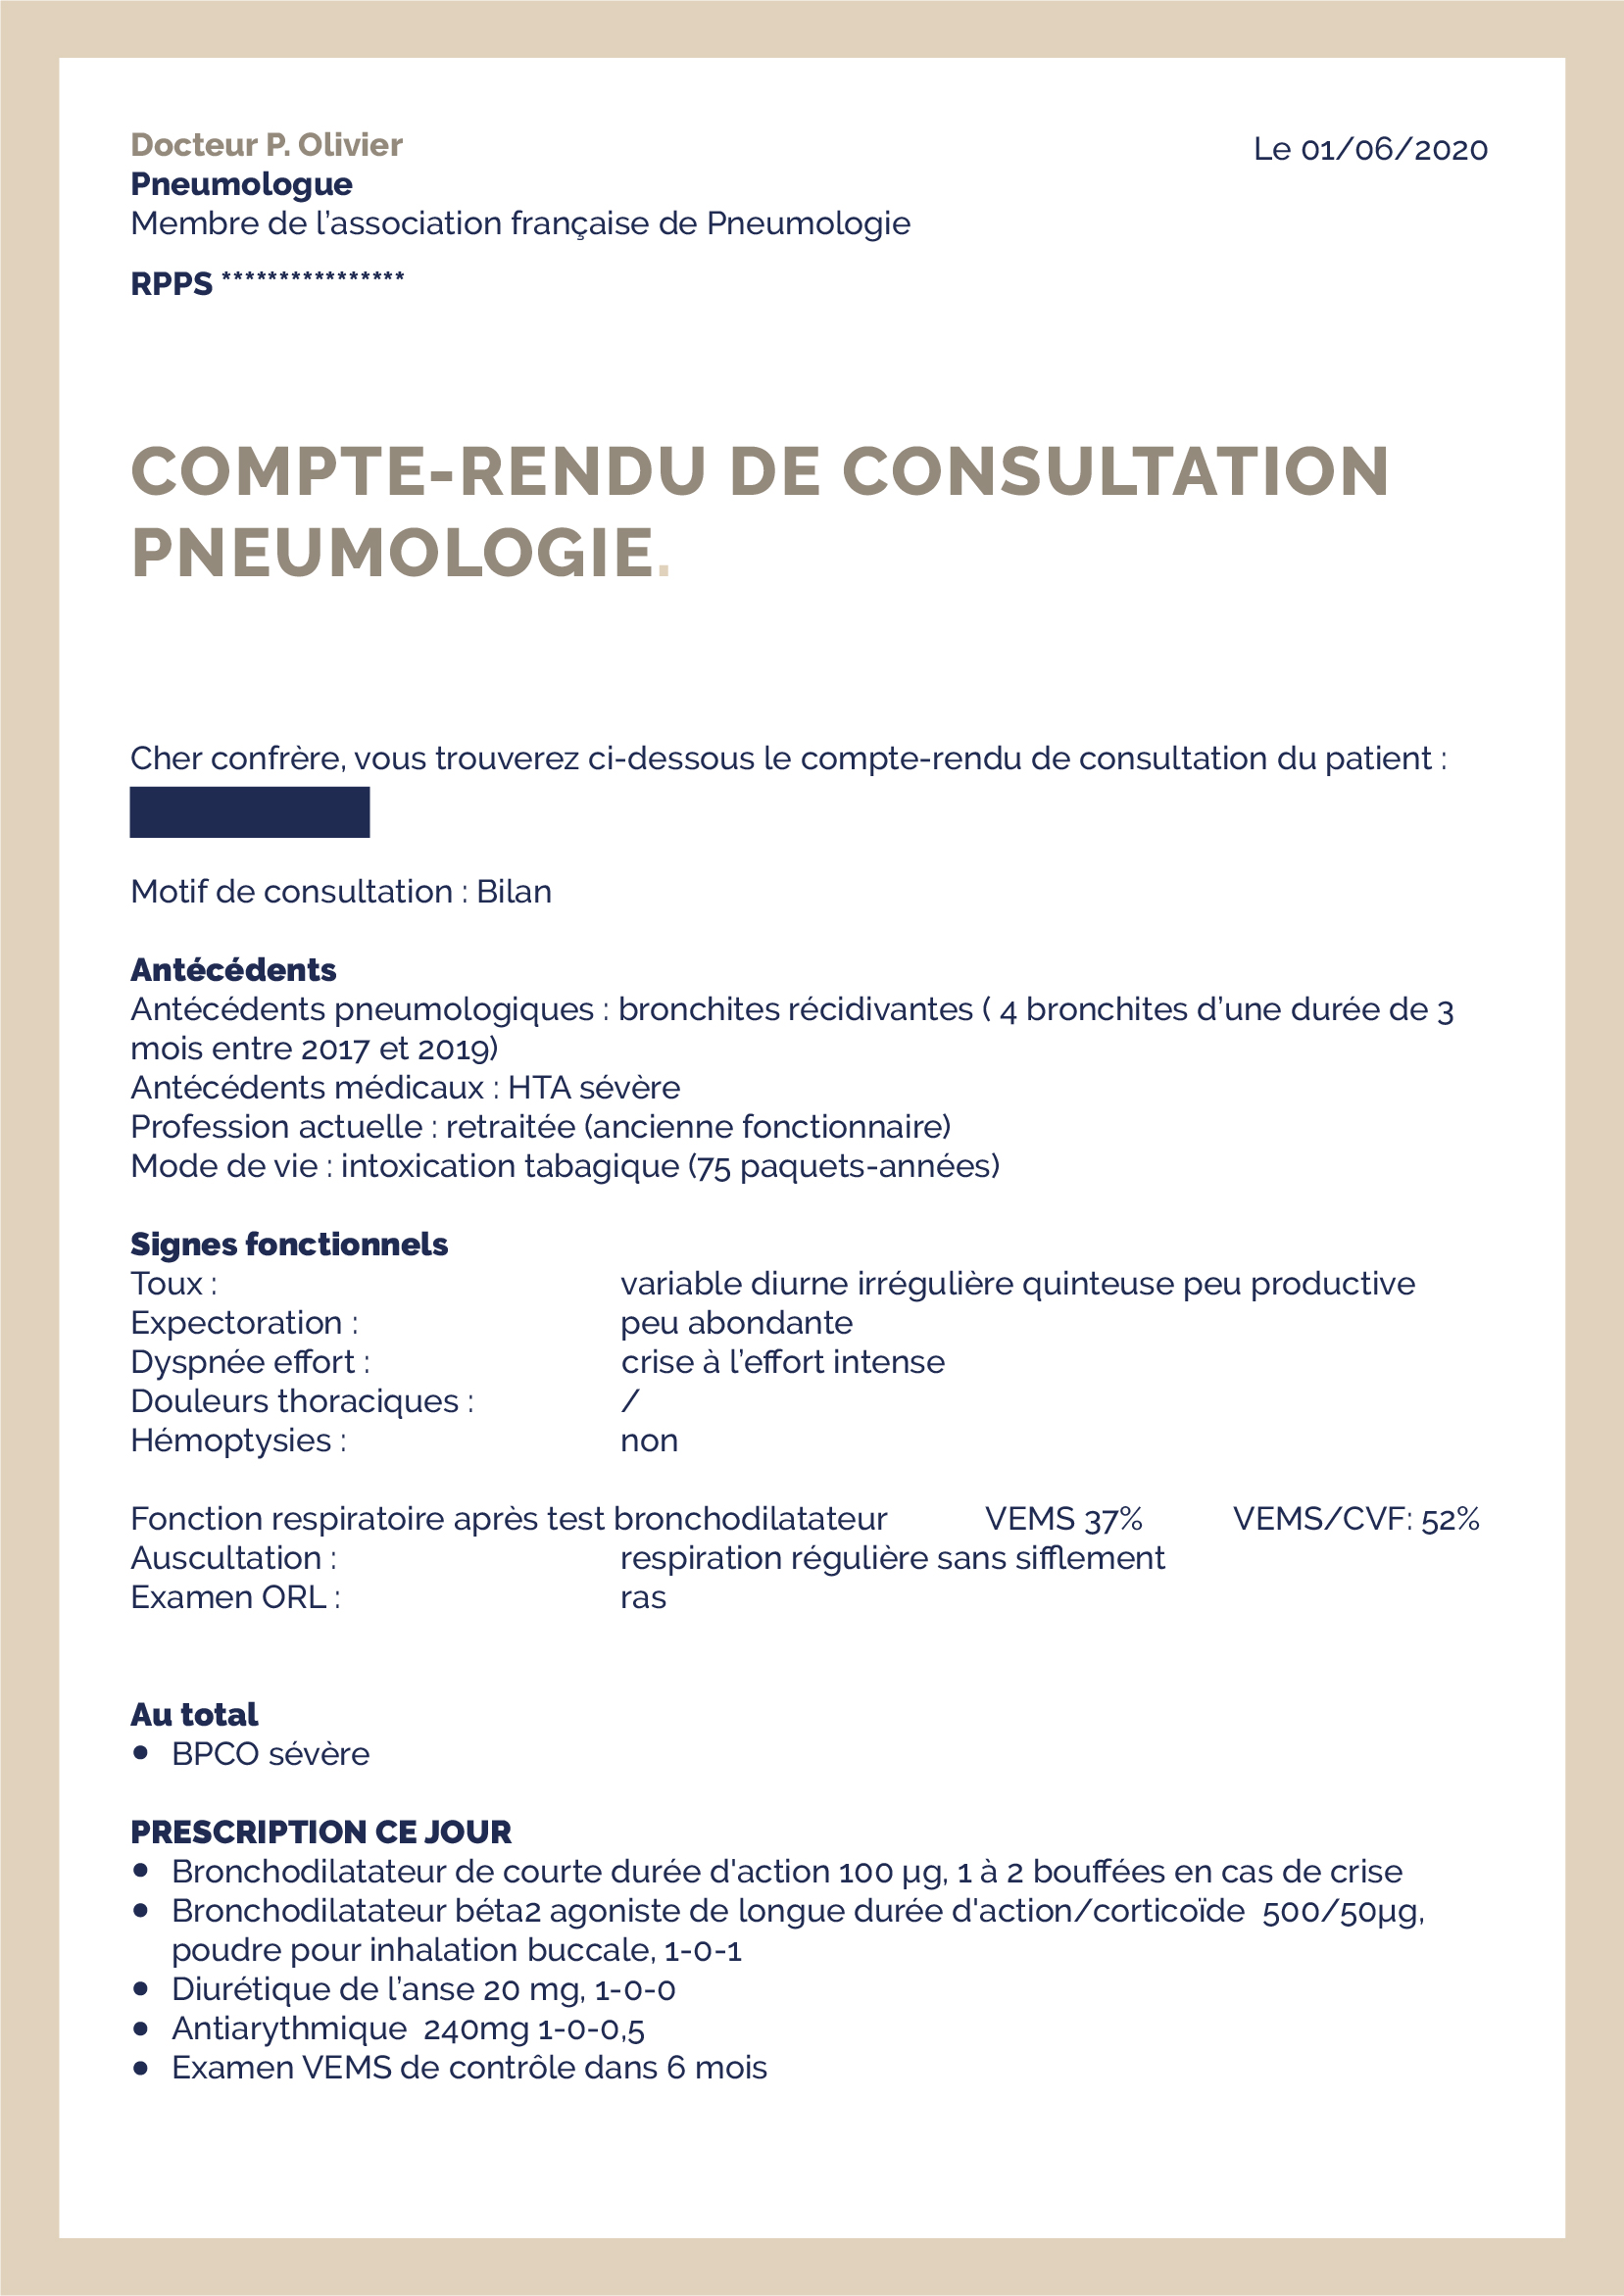 Docteur P. Olivier
Le 01/06/2020
Pneumologue
Membre de l’association française de Pneumologie
RPPS ****************
COMPTE-RENDU DE CONSULTATION
PNEUMOLOGIE.
Cher confrère, vous trouverez ci-dessous le compte-rendu de consultation du patient :
Motif de consultation : Bilan
Antécédents
Antécédents pneumologiques : bronchites récidivantes ( 4 bronchites d’une durée de 3
mois entre 2017 et 2019)
Antécédents médicaux : HTA sévère
Profession actuelle : retraitée (ancienne fonctionnaire)
Mode de vie : intoxication tabagique (75 paquets-années)
Signes fonctionnels
Toux : variable diurne irrégulière quinteuse peu productive
Expectoration : peu abondante
Dyspnée effort : crise à l’effort intense
Douleurs thoraciques : /
Hémoptysies : non
Fonction respiratoire après test bronchodilatateur VEMS 37% VEMS/CVF: 52%
Auscultation : respiration régulière sans sifflement
Examen ORL : ras
Au total
• BPCO sévère
PRESCRIPTION CE JOUR
• Bronchodilatateur de courte durée d'action 100 µg, 1 à 2 bouffées en cas de crise
• Bronchodilatateur béta2 agoniste de longue durée d'action/corticoïde 500/50µg,
poudre pour inhalation buccale, 1-0-1
• Diurétique de l’anse 20 mg, 1-0-0
• Antiarythmique 240mg 1-0-0,5
• Examen VEMS de contrôle dans 6 mois